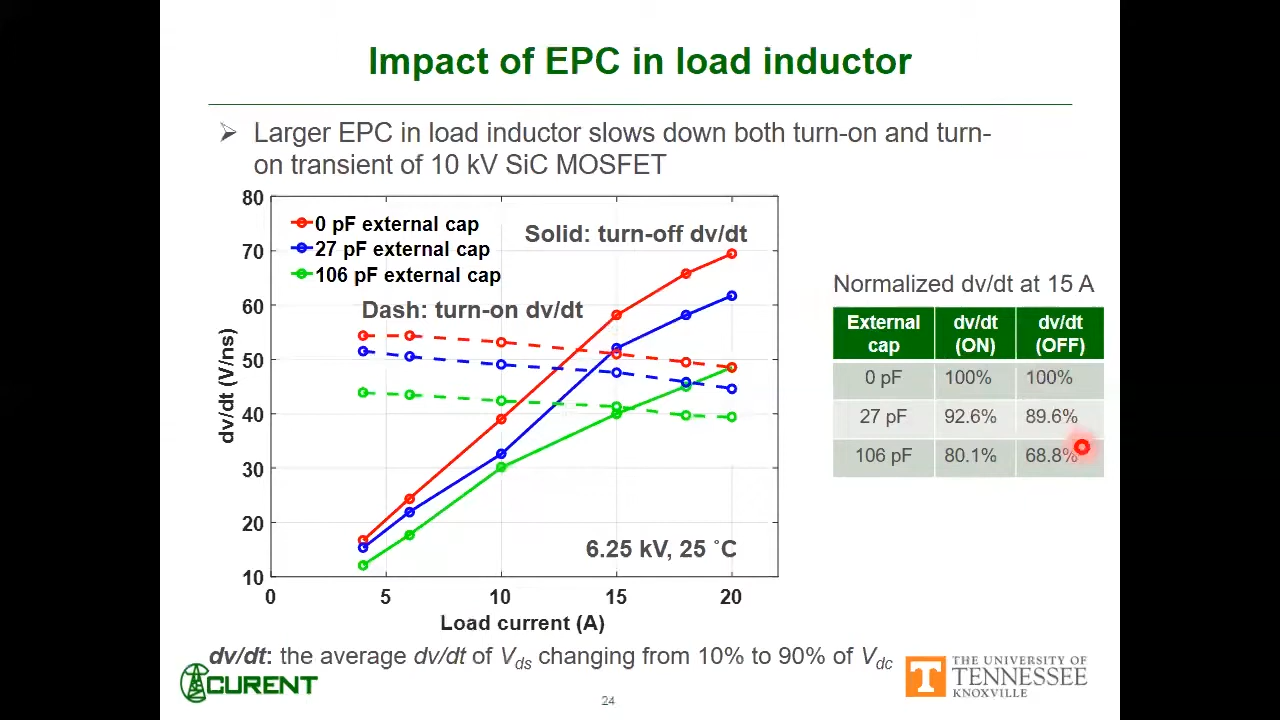 Impact of EPC in load inductor
Larger EPC in load inductor slows down both turn-on and turn-
on transient of 10 kV SiC MOSFET
80
70
60
50
40
30
20
10
dv/dt (V/ns)
0 pF external cap
27 pF external cap
106 pF external cap
Solid: turn-off dv/dt
Dash: turn-on dv/dt
6.25 kV, 25 ˚C
0 5 10 15 20
Load current (A)
Normalized dv/dt at 15 A
External cap dv/dt (ON) dv/dt (OFF)
0 pF 100% 100%
27 pF 92.6% 89.6%
106 pF 80.1% 68.8%
dv/dt: the average dv/dt of Vds changing from 10% to 90% of Vdc
CURENT
24
T
THE UNIVERSITY OF
TENNESSEE
KNOXVILLE